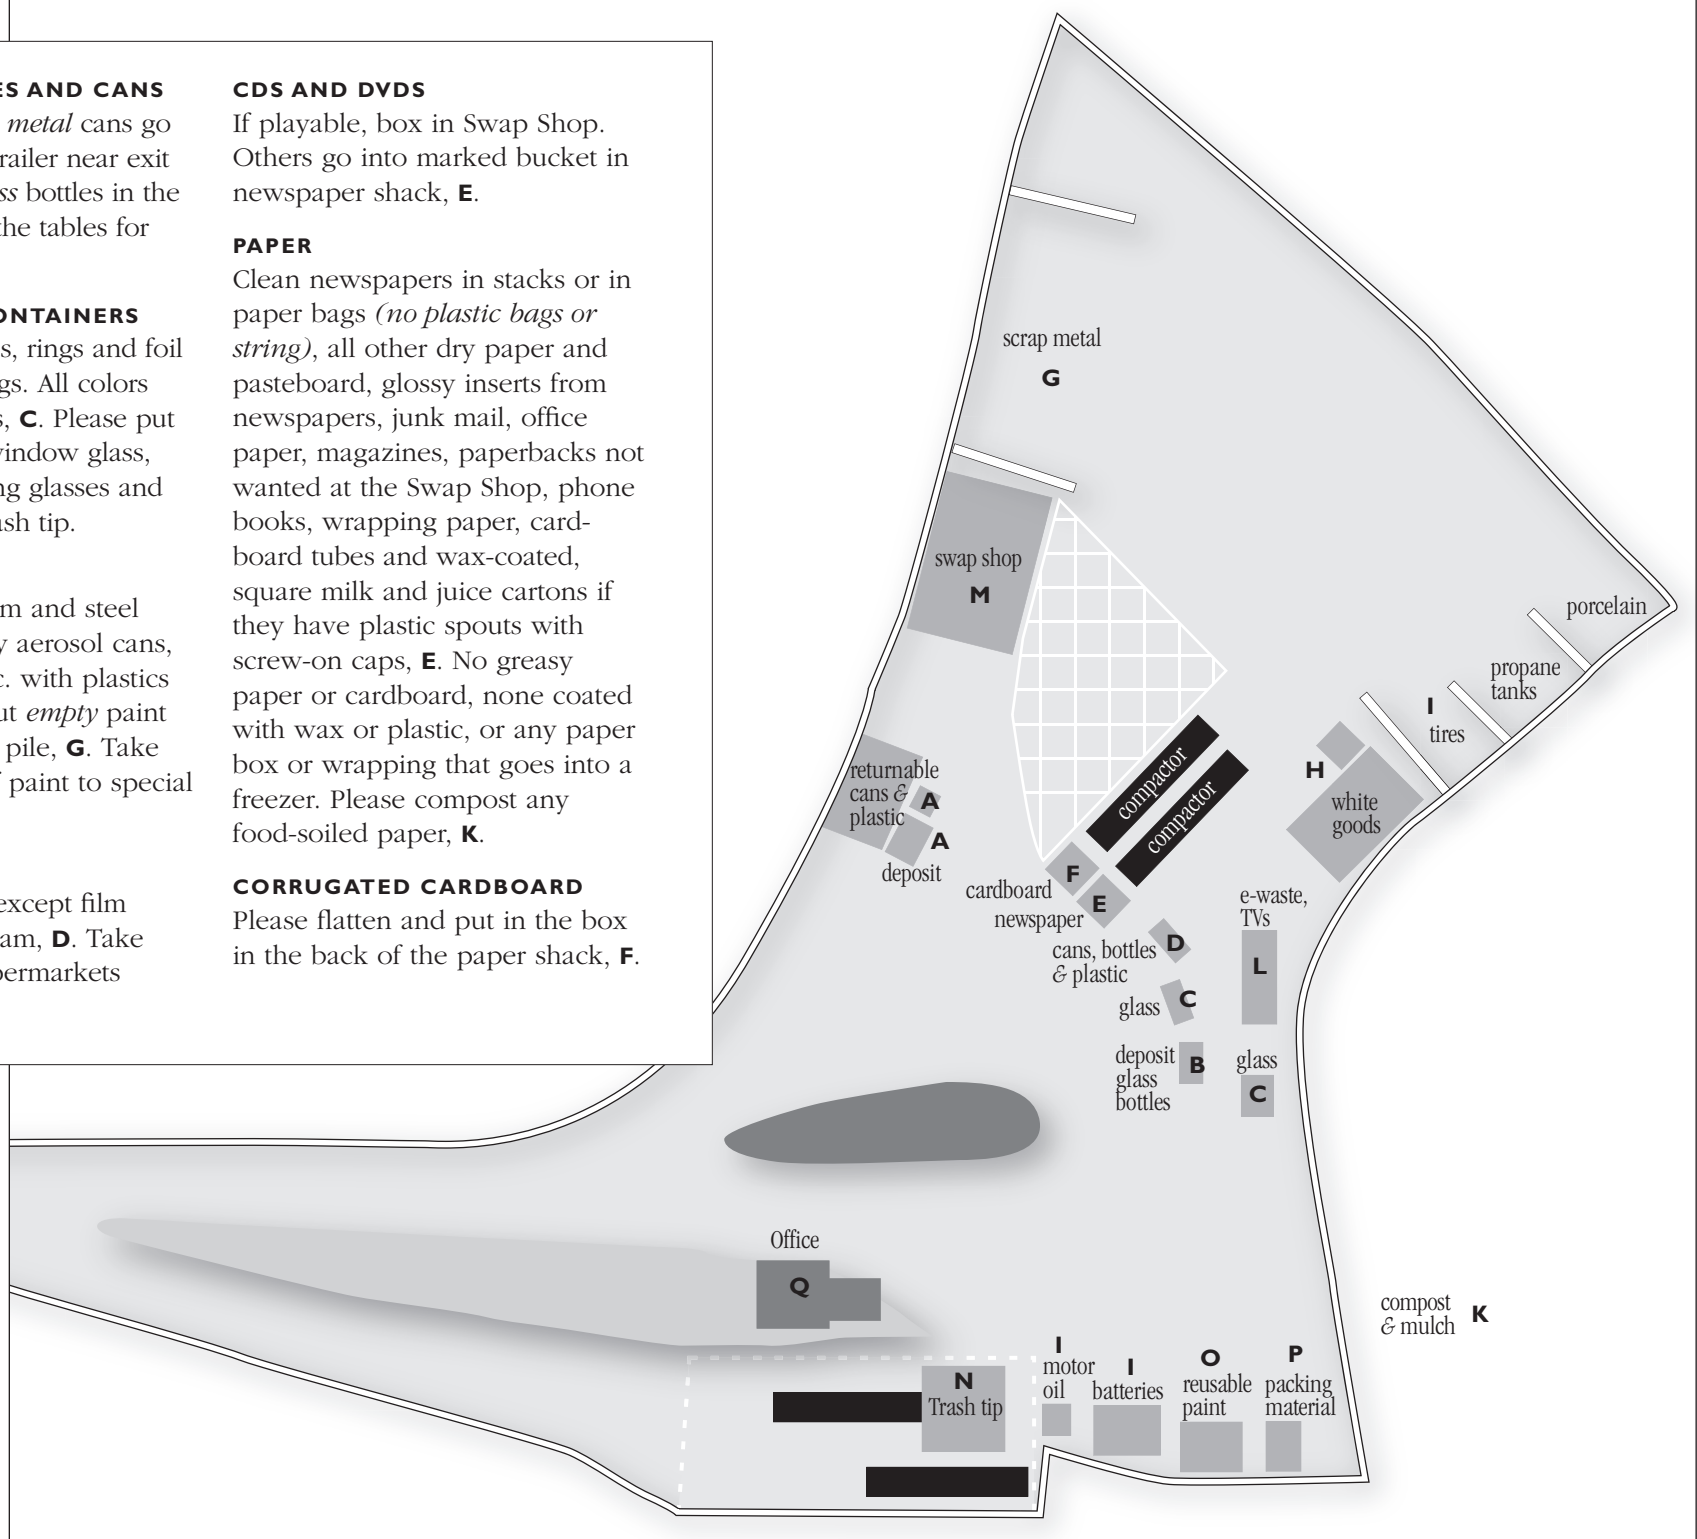 ES AND CANS
metal cans go
railer near exit
ss bottles in the
the tables for
ONTAINERS
s, rings and foil
gs. All colors
s, C. Please put
window glass,
ng glasses and
ash tip.
m and steel
y aerosol cans,
c. with plastics
ut empty paint
pile, G. Take
f paint to special
except film
am, D. Take
permarkets
CDS AND DVDS
If playable, box in Swap Shop.
Others go into marked bucket in
newspaper shack, E.
PAPER
Clean newspapers in stacks or in
paper bags (no plastic bags or
string), all other dry paper and
pasteboard, glossy inserts from
newspapers, junk mail, office
paper, magazines, paperbacks not
wanted at the Swap Shop, phone
books, wrapping paper, card-
board tubes and wax-coated,
square milk and juice cartons if
they have plastic spouts with
screw-on caps, E. No greasy
paper or cardboard, none coated
with wax or plastic, or any paper
box or wrapping that goes into a
freezer. Please compost any
food-soiled paper, K.
CORRUGATED CARDBOARD
Please flatten and put in the box
in the back of the paper shack, F.
scrap metal
G
swap shop
M
porcelain
propane
tanks
I
tires
H
white
goods
compactor
compactor
returnable
cans &
plastic
A
A
deposit
F
cardboard
E
newspaper
D
cans, bottles
& plastic
e-waste,
TVs
L
glass
C
deposit
glass
bottles
B
glass
C
Office
Q
compost
& mulch
K
N
Trash tip
I
motor
oil
I
batteries
O
reusable
paint
P
packing
material